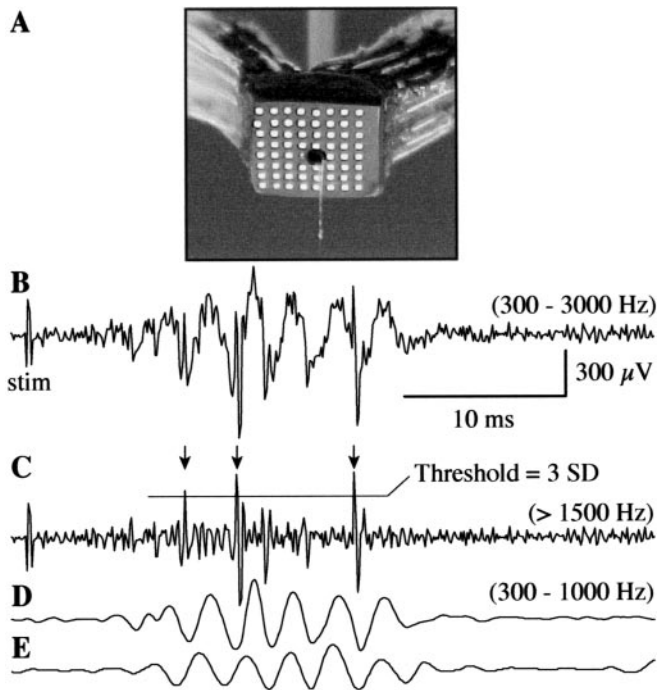 A
B
(300 - 3000 Hz)
stim
300 µV
10 ms
C
Threshold = 3 SD
(> 1500 Hz)
D
(300 - 1000 Hz)
E